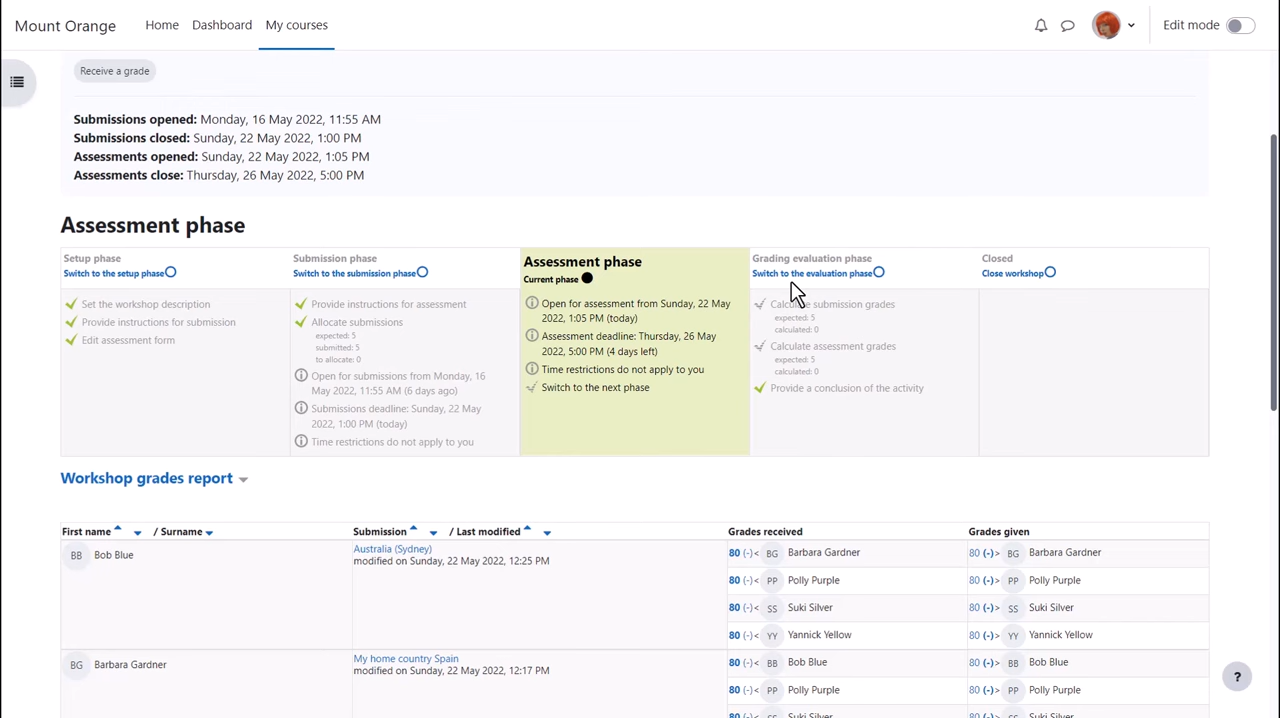 Mount Orange
Home
Dashboard
My courses
Edit mode
Receive a grade
Submissions opened: Monday, 16 May 2022, 11:55 AM
Submissions closed: Sunday, 22 May 2022, 1:00 PM
Assessments opened: Sunday, 22 May 2022, 1:05 PM
Assessments close: Thursday, 26 May 2022, 5:00 PM
Assessment phase
Setup phase
Switch to the setup phase
Set the workshop description
Provide instructions for submission
Edit assessment form
Submission phase
Switch to the submission phase
Provide instructions for assessment
Allocate submissions
expected: 5
submitted: 5
to allocate: 0
Open for submissions from Monday, 16
May 2022, 11:55 AM (6 days ago)
Submissions deadline: Sunday, 22 May
2022, 1:00 PM (today)
Time restrictions do not apply to you
Assessment phase
Current phase
Open for assessment from Sunday, 22 May
2022, 1:05 PM (today)
Assessment deadline: Thursday, 26 May
2022, 5:00 PM (4 days left)
Time restrictions do not apply to you
Switch to the next phase
Grading evaluation phase
Switch to the evaluation phase
Calculate submission grades
expected: 5
calculated: 0
Calculate assessment grades
expected: 5
calculated: 0
Provide a conclusion of the activity
Closed
Close workshop
Workshop grades report
First name / Surname
Submission / Last modified
Grades received
Grades given
BB Bob Blue
Australia (Sydney)
modified on Sunday, 22 May 2022, 12:25 PM
80 (-)< BG Barbara Gardner
80 (-)> BG Barbara Gardner
80 (-)< PP Polly Purple
80 (-)> PP Polly Purple
80 (-)< SS Suki Silver
80 (-)> SS Suki Silver
80 (-)< YY Yannick Yellow
80 (-)> YY Yannick Yellow
BG Barbara Gardner
My home country Spain
modified on Sunday, 22 May 2022, 12:17 PM
80 (-)< BB Bob Blue
80 (-)> BB Bob Blue
80 (-)< PP Polly Purple
80 (-)> PP Polly Purple
80 (-)< SS Suki Silver
80 (-)> SS Suki Silver
?